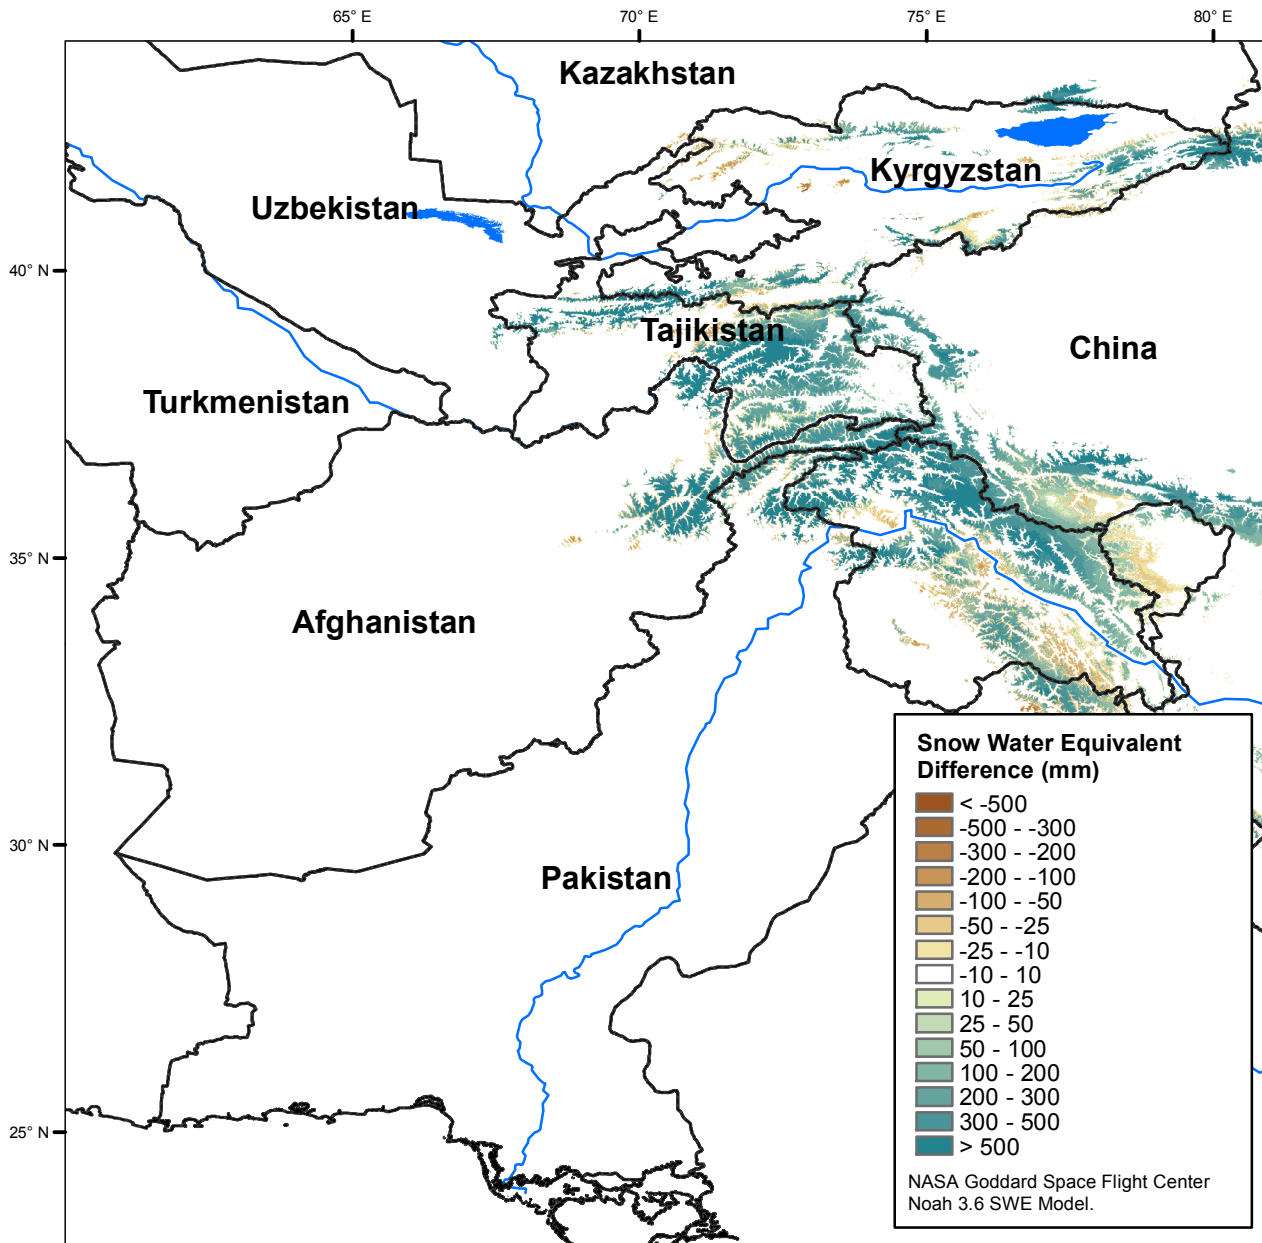 65° E
70° E
75° E
80° E
Kazakhstan
Kyrgyzstan
Uzbekistan
40° N
Tajikistan
China
Turkmenistan
35° N
Afghanistan
30° N
Pakistan
25° N
Snow Water Equivalent
Difference (mm)
< -500
-500 - -300
-300 - -200
-200 - -100
-100 - -50
-50 - -25
-25 - -10
-10 - 10
10 - 25
25 - 50
50 - 100
100 - 200
200 - 300
300 - 500
> 500
NASA Goddard Space Flight Center
Noah 3.6 SWE Model.